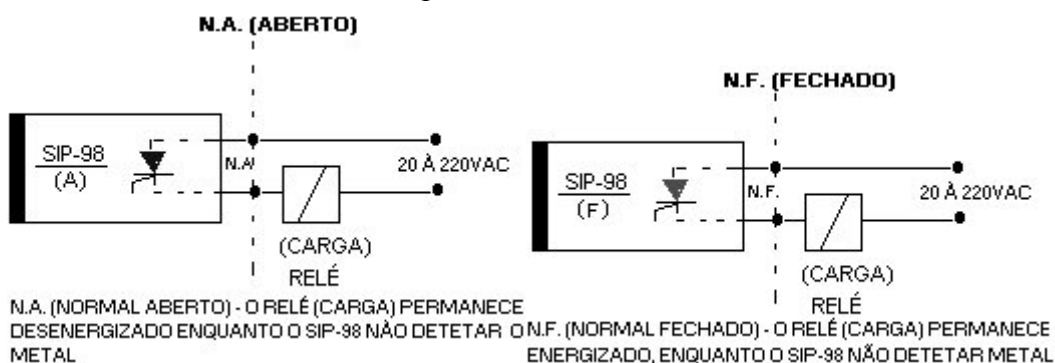 N.A. (ABERTO)
SIP-98
(A)
N.A
20 À 220VAC
(CARGA)
RELÉ
N.A. (NORMAL ABERTO) - O RELÉ (CARGA) PERMANECE
DESENERGIZADO ENQUANTO O SIP-98 NÀO DETETAR O
METAL
N.F. (FECHADO)
SIP-98
(F)
N.F.
20 À 220VAC
(CARGA)
RELÉ
N.F. (NORMAL FECHADO) - O RELÉ (CARGA) PERMANECE
ENERGIZADO, ENQUANTO O SIP-98 NÃO DETETAR METAL